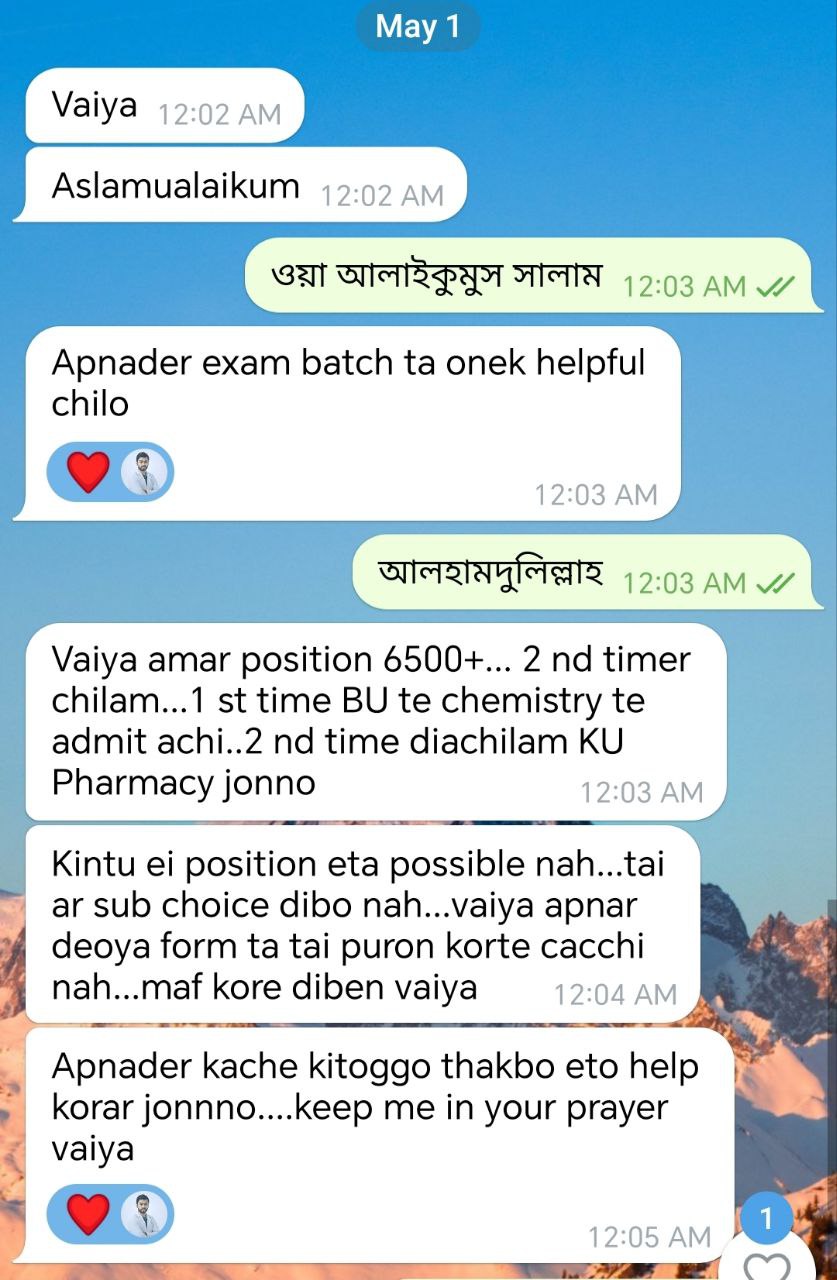 May 1
Vaiya 12:02 AM
Aslamualaikum 12:02 AM
ওয়া আলাইকুমুস সালাম 12:03 AM
Apnader exam batch ta onek helpful
chilo
12:03 AM
আলহামদুলিল্লাহ 12:03 AM
Vaiya amar position 6500+... 2 nd timer
chilam...1 st time BU te chemistry te
admit achi..2 nd time diachilam KU
Pharmacy jonno 12:03 AM
Kintu ei position eta possible nah...tai
ar sub choice dibo nah...vaiya apnar
deoya form ta tai puron korte cacchi
nah...maf kore diben vaiya 12:04 AM
Apnader kache kitoggo thakbo eto help
korar jonnno....keep me in your prayer
vaiya
12:05 AM
1